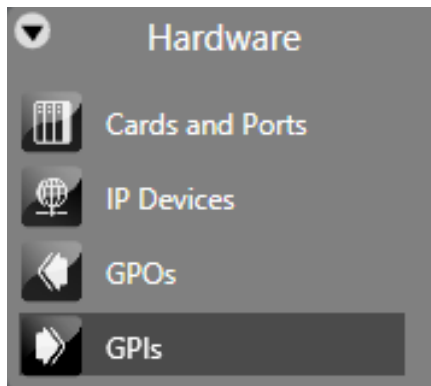 Hardware
Cards and Ports
IP Devices
GPOs
GPIs